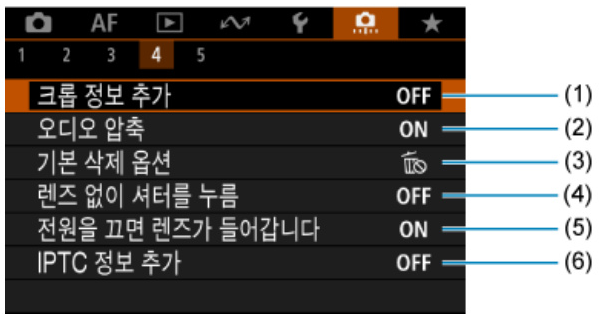 AF
1 2 3 4 5
크롭 정보 추가 OFF (1)
오디오 압축 ON (2)
기본 삭제 옵션 (3)
렌즈 없이 셔터를 누름 OFF (4)
전원을 끄면 렌즈가 들어갑니다 ON (5)
IPTC 정보 추가 OFF (6)